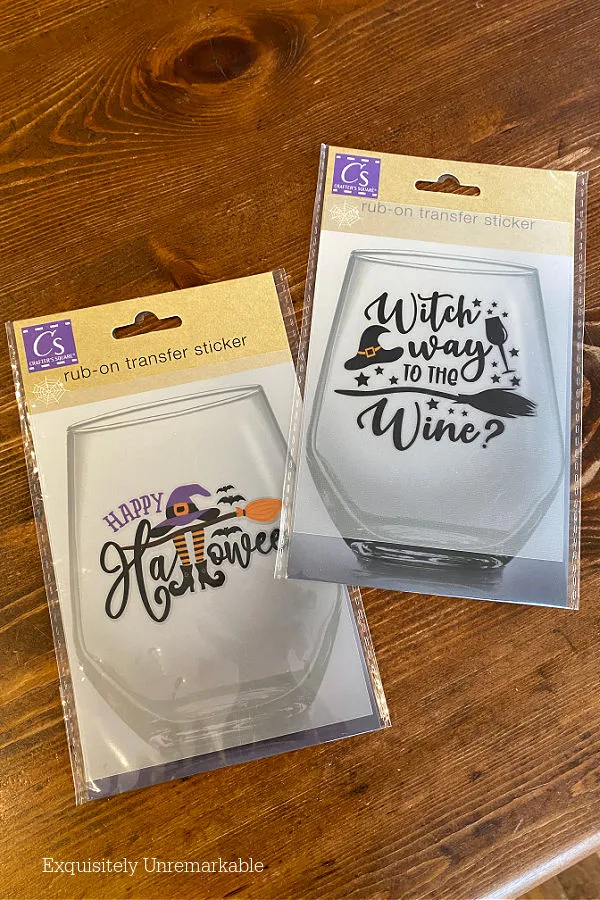 Cs
CRAFTER'S SQUARE
rub-on transfer sticker
Witch
way
TO THE
Wine?
Cs
CRAFTER'S SQUARE
rub-on transfer sticker
HAPPY
Hallowee
Exquisitely Unremarkable